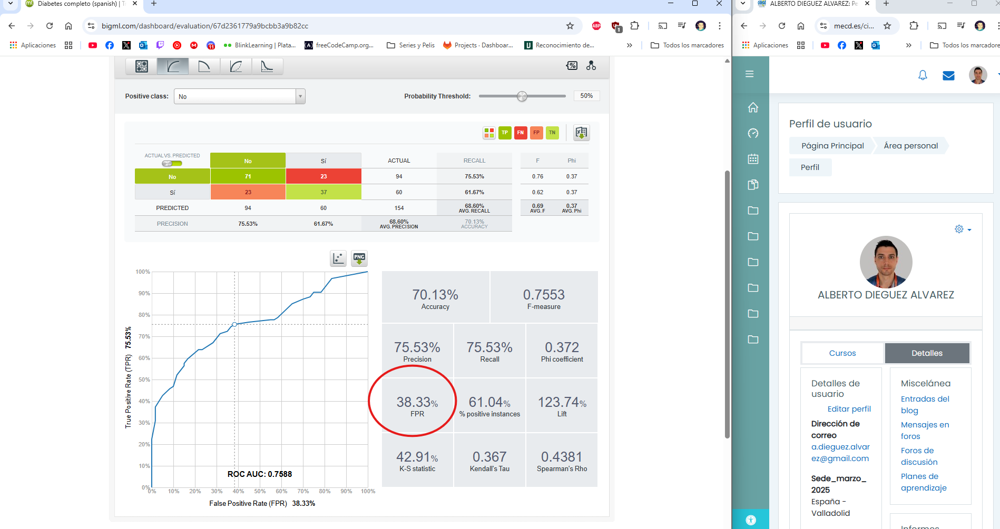 Diabetes completo (spanish) | T
bigml.com/dashboard/evaluation/67d2361779a9bcbb3a9b82cc
ABP
1
Aplicaciones
11
BlinkLearning | Plata...
freeCodeCamp.org...
Series y Pelis
Projects · Dashboar...
Reconocimiento de...
»
Todos los marcadores
Positive class:
No
Probability Threshold:
50%
TP
FN
FP
TN
ACTUAL VS. PREDICTED
No
Sí
ACTUAL
RECALL
F
Phi
No
71
23
94
75.53%
0.76
0.37
Sí
23
37
60
61.67%
0.62
0.37
PREDICTED
94
60
154
68.60%
AVG. RECALL
0.69
AVG. F
0.37
AVG. Phi
PRECISION
75.53%
61.67%
68.60%
AVG. PRECISION
70.13%
ACCURACY
PNG
100%
90%
80%
70%
60%
50%
40%
30%
20%
10%
0%
True Positive Rate (TPR) 75.53%
ROC AUC: 0.7588
0%
10%
20%
30%
40%
50%
60%
70%
80%
90%
100%
False Positive Rate (FPR) 38.33%
70.13%
Accuracy
0.7553
F-measure
75.53%
Precision
75.53%
Recall
0.372
Phi coefficient
38.33%
FPR
61.04%
% positive instances
123.74%
Lift
42.91%
K-S statistic
0.367
Kendall's Tau
0.4381
Spearman's Rho
ALBERTO DIEGUEZ ALVAREZ: Pe
mecd.es/ci...
Aplicaciones
»
Todos los marcadore
Perfil de usuario
Página Principal
Área personal
Perfil
ALBERTO DIEGUEZ ALVAREZ
Cursos
Detalles
Detalles de
usuario
Editar perfil
Dirección de
correo
a.dieguez.alvar
ez@gmail.com
Sede_marzo_
2025
España -
Valladolid
Miscelánea
Entradas del
blog
Mensajes en
foros
Foros de
discusión
Planes de
aprendizaje
Informes